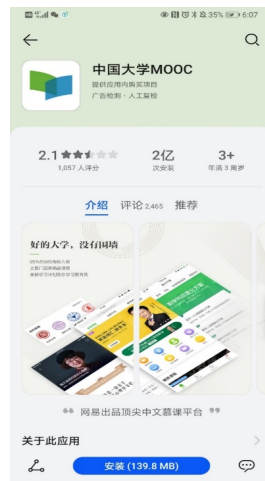 35% 6:07
中国大学MOOC
提供应用内购买项目
广告检测 · 人工复检
2.1
2亿
3+
1,057 人评分
次安装
年满 3 周岁
介绍 评论 2,465 推荐
好的大学，没有围墙
66 网易出品顶尖中文慕课平台 99
关于此应用
安装 (139.8 MB)